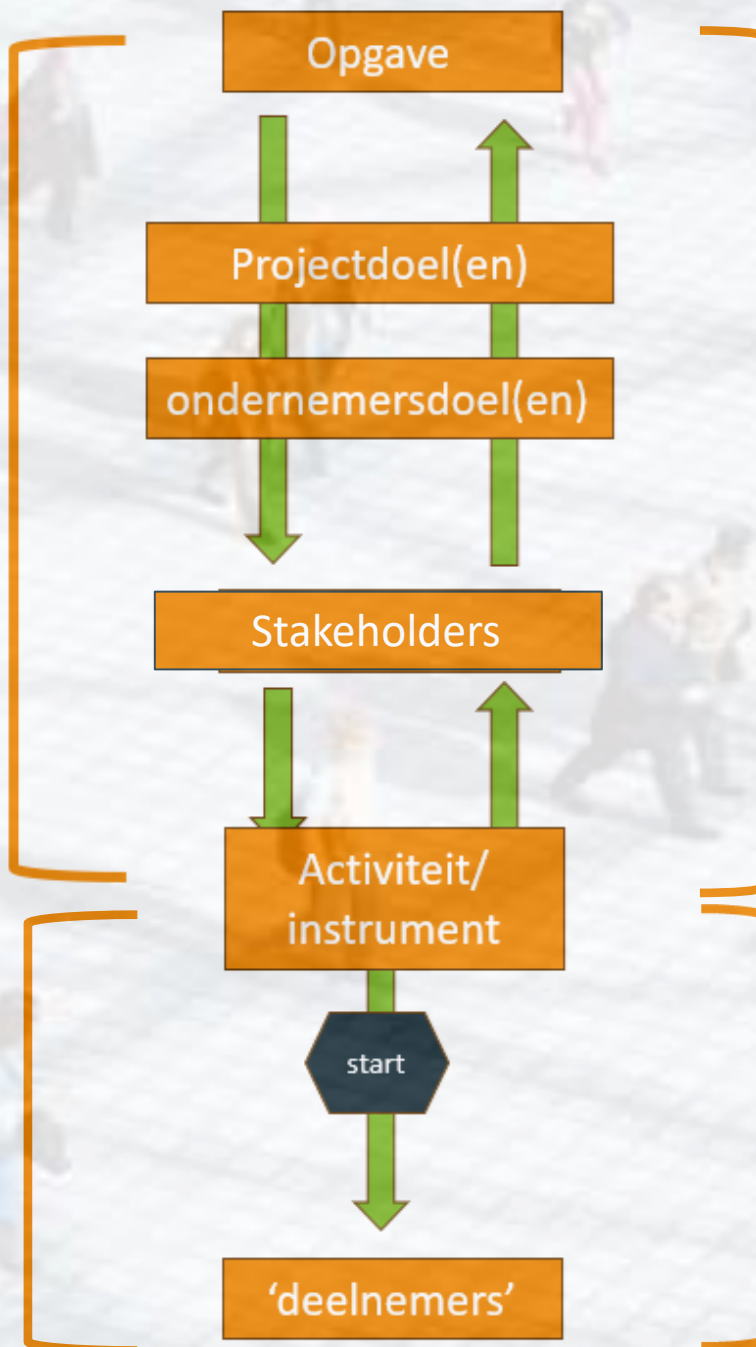 Opgave
Projectdoel(en)
ondernemersdoel(en)
Stakeholders
Activiteit/
instrument
start
‘deelnemers’